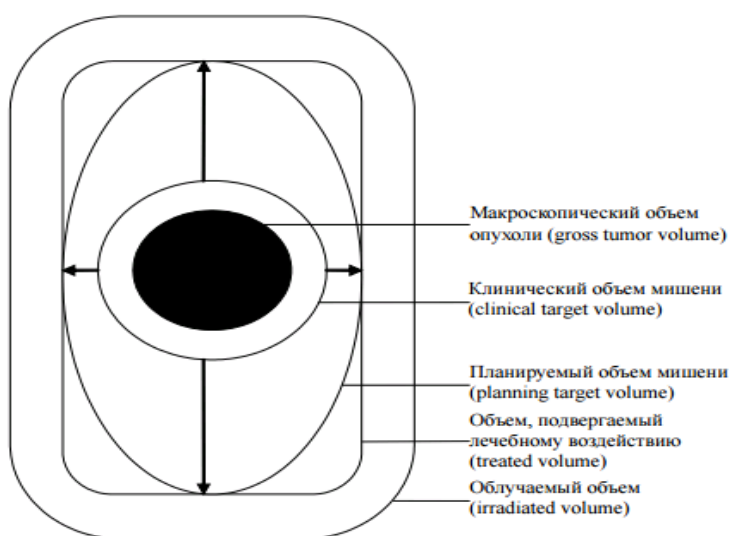 Макроскопический объем
опухоли (gross tumor volume)
Клинический объем мишени
(clinical target volume)
Планируемый объем мишени
(planning target volume)
Объем, подвергаемый
лечебному воздействию
(treated volume)
Облучаемый объем
(irradiated volume)